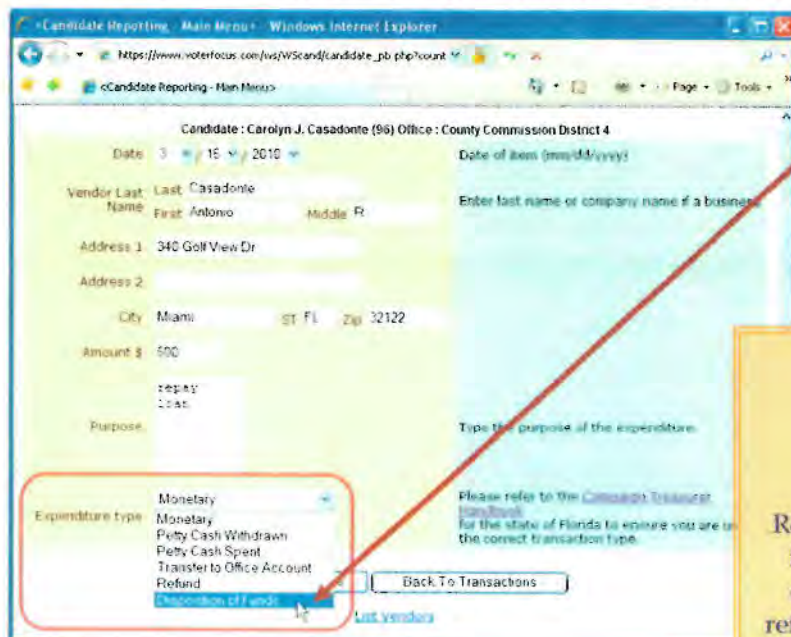 <Candidate Reporting - Main Menu> - Windows Internet Explorer
https://www.voterfocus.com/ws/WScand/candidate_pb.php?count
<Candidate Reporting - Main Menu>
Page
Tools
Candidate : Carolyn J. Casadonte (96) Office : County Commission District 4
Date 3 / 16 / 2010 Date of item (mm/dd/yyyy)
Vendor Last Name Last Casadonte
First Antonio Middle R Enter last name or company name if a business
Address 1 340 Golf View Dr
Address 2
City Miami ST FL Zip 32122
Amount $ 500
repay
loan
Purpose Type the purpose of the expenditure.
Expenditure type Monetary
Monetary
Petty Cash Withdrawn
Petty Cash Spent
Transfer to Office Account
Refund
Disposition of Funds
Please refer to the Campaign Treasurer
Handbook
for the state of Florida to ensure you are
the correct transaction type.
Back To Transactions
List Vendors